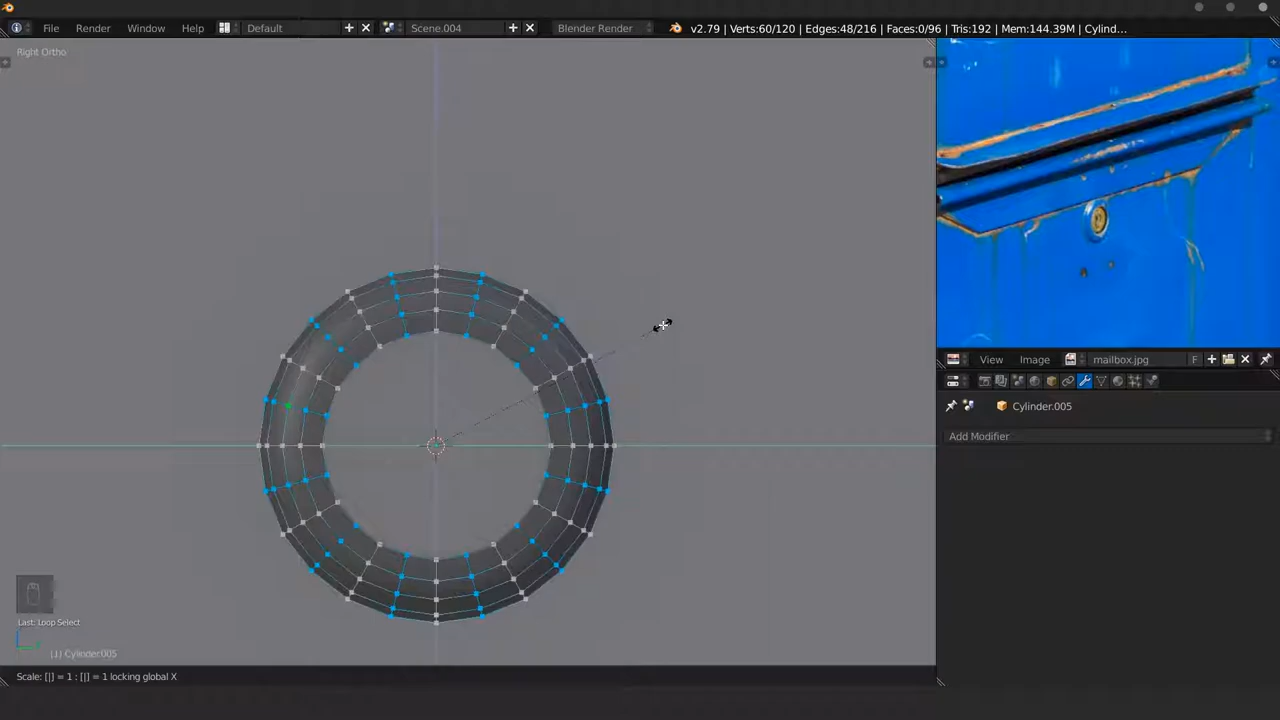 File Render Window Help Default Scene.004 Blender Render v2.79 | Verts:60/120 | Edges:48/216 | Faces:0/96 | Tris:192 | Mem:144.39M | Cylind...
Right Ortho
View Image mailbox.jpg F
Cylinder.005
Add Modifier
Last: Loop Select
(1) Cylinder.005
Scale: [|] = 1 : [|] = 1 locking global X